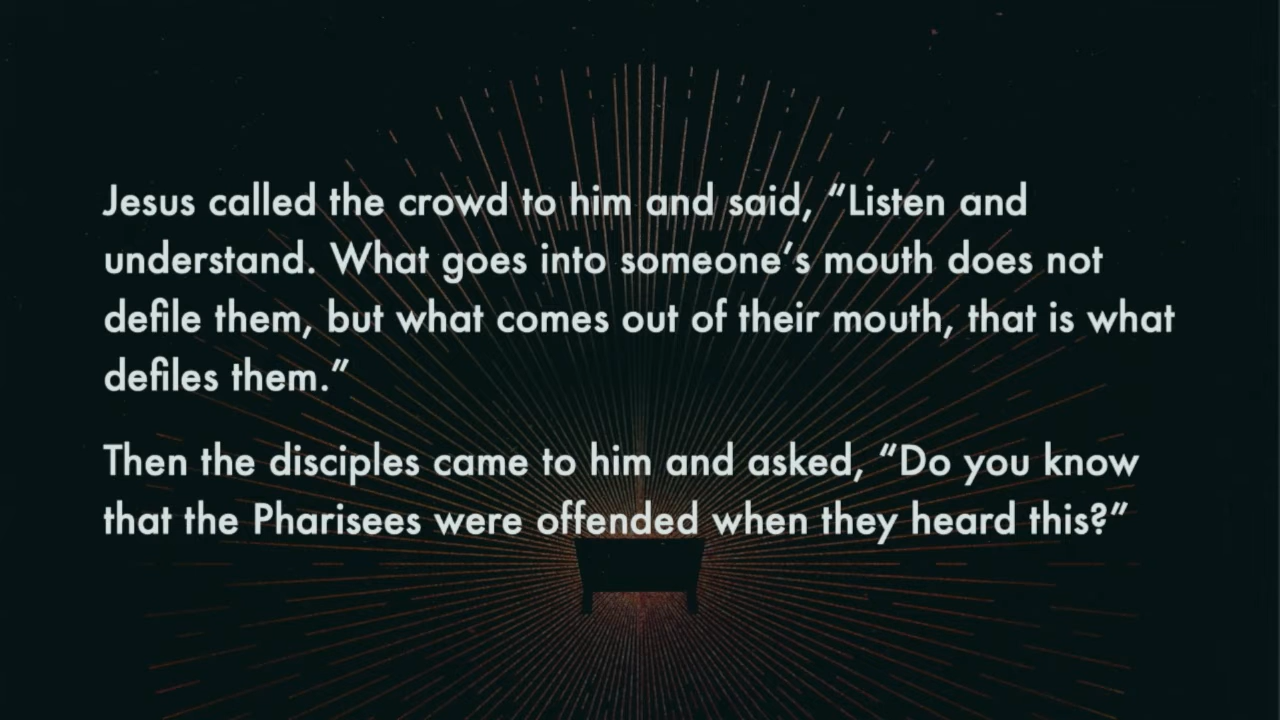 Jesus called the crowd to him and said, “Listen and
understand. What goes into someone’s mouth does not
defile them, but what comes out of their mouth, that is what
defiles them.”
Then the disciples came to him and asked, “Do you know
that the Pharisees were offended when they heard this?”